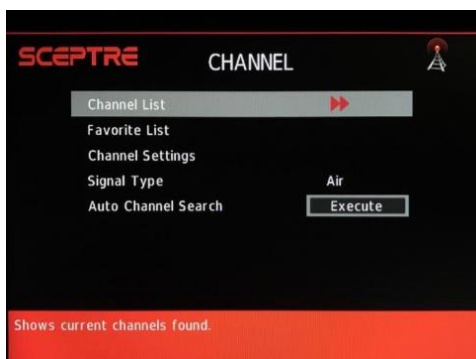 SCEPTRE
CHANNEL
Channel List
Favorite List
Channel Settings
Signal Type Air
Auto Channel Search Execute
Shows current channels found.